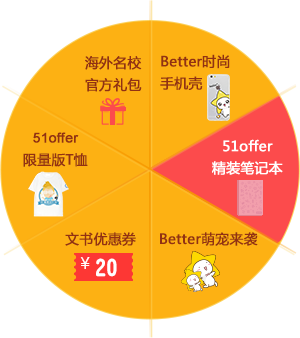 海外名校
官方礼包
Better时尚
手机壳
51offer
限量版T恤
51offer
精装笔记本
文书优惠券
¥20
Better萌宠来袭